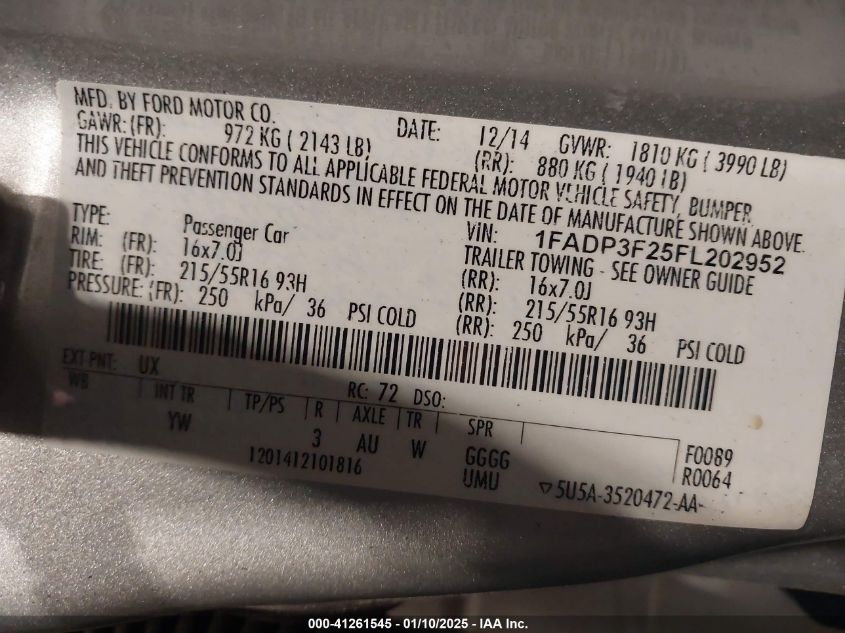 MFD. BY FORD MOTOR CO. DATE: 12/14 GVWR: 1810 KG ( 3990 LB)
GAWR: (FR): 972 KG ( 2143 LB) (RR): 880 KG ( 1940 LB)
THIS VEHICLE CONFORMS TO ALL APPLICABLE FEDERAL MOTOR VEHICLE SAFETY, BUMPER,
AND THEFT PREVENTION STANDARDS IN EFFECT ON THE DATE OF MANUFACTURE SHOWN ABOVE.
VIN: 1FADP3F25FL202952
TYPE: Passenger Car TRAILER TOWING - SEE OWNER GUIDE
RIM: (FR): 16x7.0J (RR): 16x7.0J
TIRE: (FR): 215/55R16 93H (RR): 215/55R16 93H
PRESSURE: (FR): 250 kPa/ 36 PSI COLD (RR): 250 kPa/ 36 PSI COLD
EXT PNT: UX RC: 72 DSO:
WB INT TR TP/PS R AXLE TR SPR
YW 3 AU W GGGG F0089
1201412101816 UMU R0064
▽5U5A-3520472-AA-
000-41261545 - 01/10/2025 - IAA Inc.